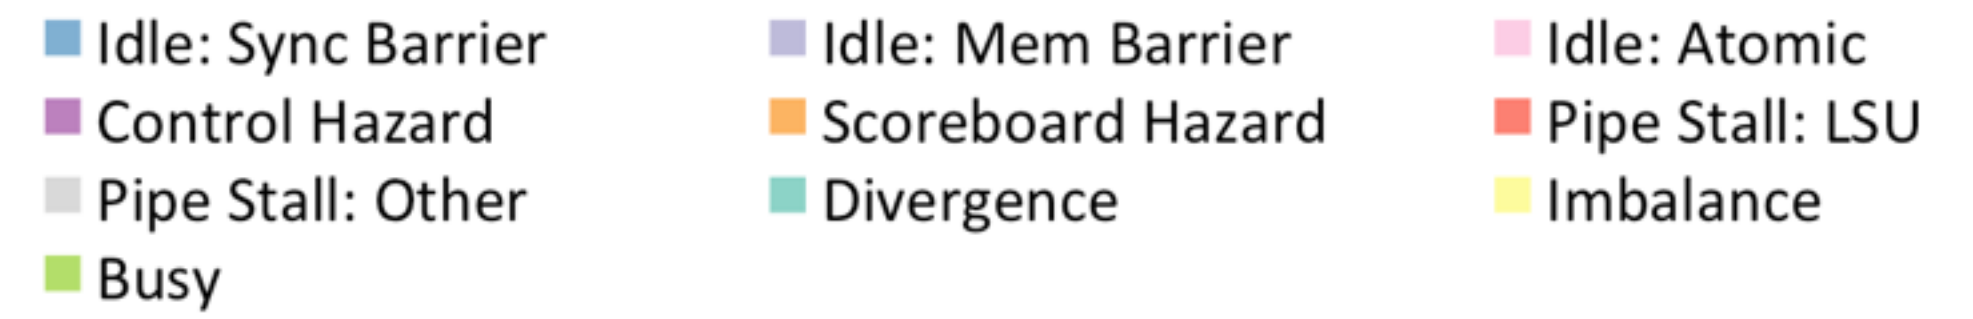 Idle: Sync Barrier Idle: Mem Barrier Idle: Atomic
Control Hazard Scoreboard Hazard Pipe Stall: LSU
Pipe Stall: Other Divergence Imbalance
Busy